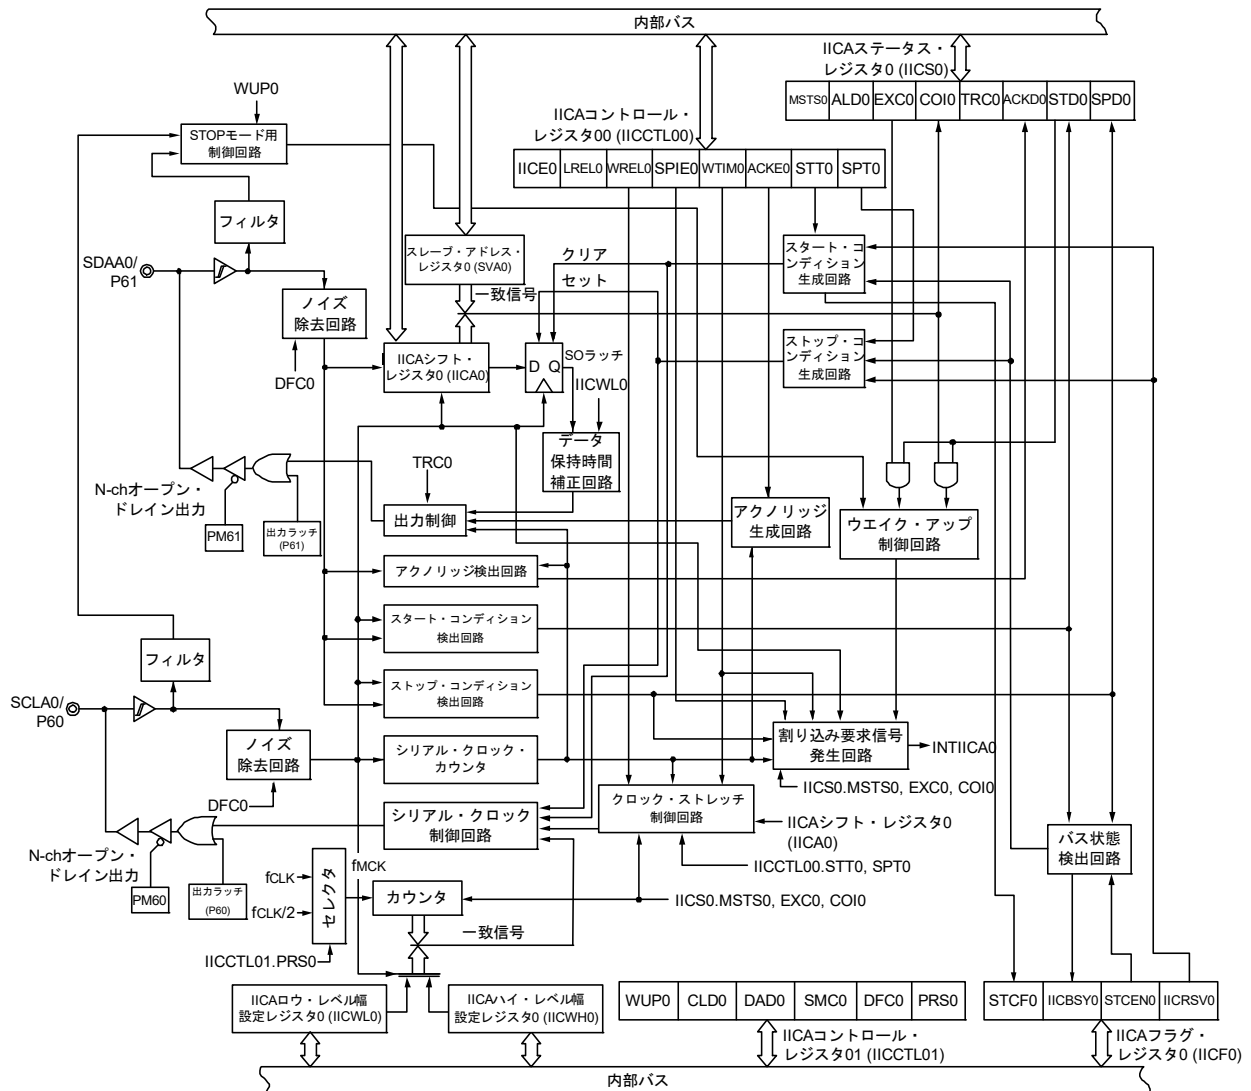 内部バス
IICAステータス・
レジスタ0 (IICS0)
MSTS0 ALD0 EXC0 COI0 TRC0 ACKD0 STD0 SPD0
WUP0
STOPモード用
制御回路
IICAコントロール・
レジスタ00 (IICCTL00)
IICE0 LREL0 WREL0 SPIE0 WTIM0 ACKE0 STT0 SPT0
フィルタ
SDAA0/
P61
スレーブ・アドレス・
レジスタ0 (SVA0)
クリア
セット
一致信号
スタート・コ
ンディション
生成回路
ノイズ
除去回路
DFC0
IICAシフト・
レジスタ0 (IICA0)
D Q
SOラッチ
IICWL0
ストップ・コ
ンディション
生成回路
データ
保持時間
補正回路
TRC0
N-chオープン・
ドレイン出力
PM61
出力ラッチ
(P61)
出力制御
アクノリッジ
生成回路
ウエイク・アップ
制御回路
アクノリッジ検出回路
スタート・コンディション
検出回路
フィルタ
ストップ・コンディション
検出回路
SCLA0/
P60
ノイズ
除去回路
DFC0
シリアル・クロック・
カウンタ
割り込み要求信号
発生回路
INTIICA0
IICS0.MSTS0, EXC0, COI0
シリアル・クロック
制御回路
クロック・ストレッチ
制御回路
IICAシフト・レジスタ0
(IICA0)
IICCTL00.STT0, SPT0
バス状態
検出回路
N-chオープン・
ドレイン出力
PM60
出力ラッチ
(P60)
fCLK
fCLK/2
セレクタ
fMCK
カウンタ
IICS0.MSTS0, EXC0, COI0
一致信号
IICCTL01.PRS0
IICAロウ・レベル幅
設定レジスタ0 (IICWL0)
IICAハイ・レベル幅
設定レジスタ0 (IICWH0)
WUP0 CLD0 DAD0 SMC0 DFC0 PRS0
STCF0 IICBSY0 STCEN0 IICRSV0
IICAコントロール・
レジスタ01 (IICCTL01)
IICAフラグ・
レジスタ0 (IICF0)
内部バス